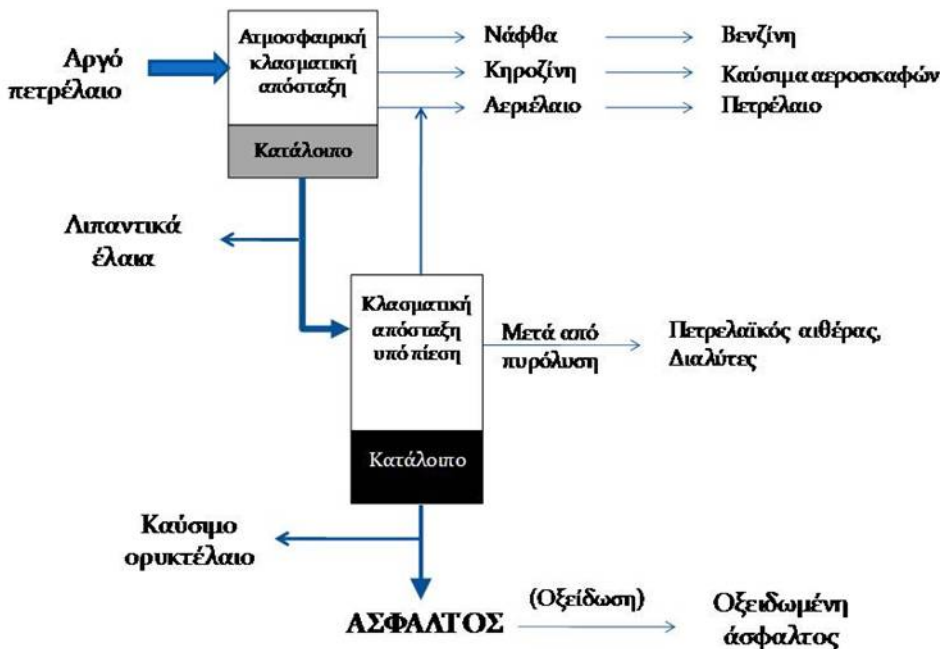 Αργό
πετρέλαιο
Ατμοσφαιρική
κλασματική
απόσταξη
Κατάλοιπο
Νάφθα
Βενζίνη
Κηροζίνη
Καύσιμα αεροσκαφών
Αεριέλαιο
Πετρέλαιο
Λιπαντικά
έλαια
Κλασματική
απόσταξη
υπό πίεση
Μετά από
πυρόλυση
Πετρελαϊκός αιθέρας,
Διαλύτες
Κατάλοιπο
Καύσιμο
ορυκτέλαιο
ΑΣΦΑΛΤΟΣ
(Οξείδωση)
Οξειδωμένη
άσφαλτος